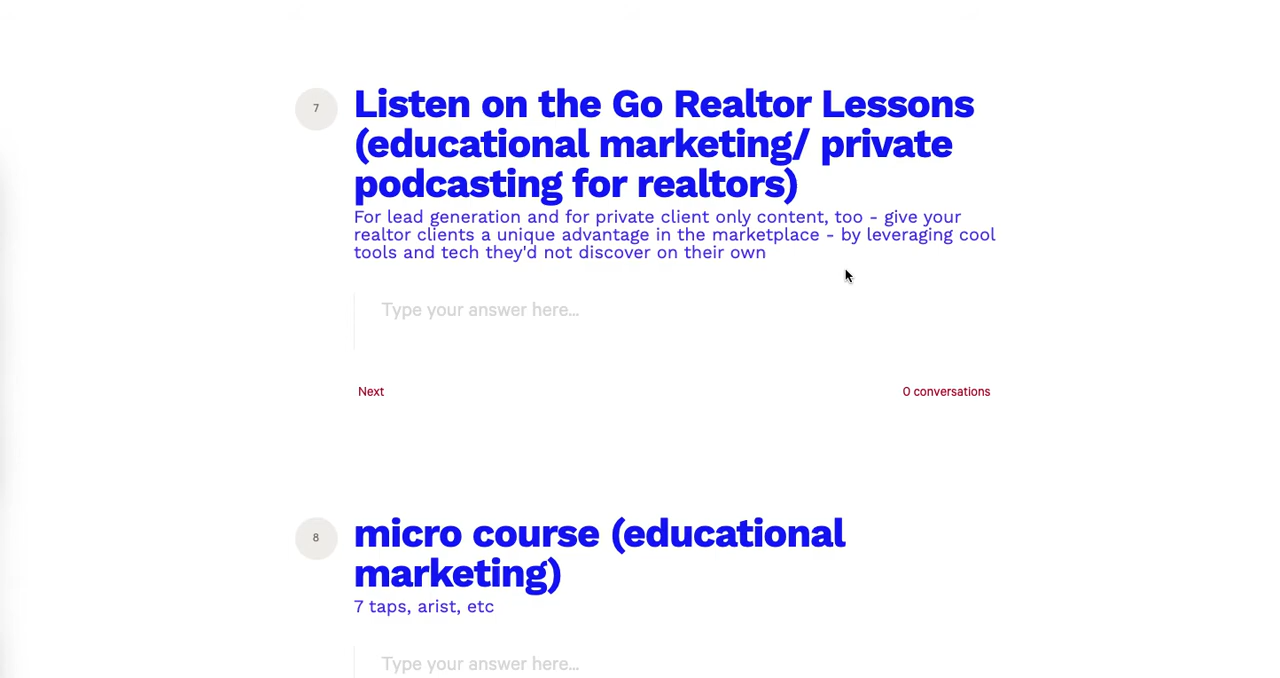 7
Listen on the Go Realtor Lessons
(educational marketing/ private
podcasting for realtors)
For lead generation and for private client only content, too - give your
realtor clients a unique advantage in the marketplace - by leveraging cool
tools and tech they'd not discover on their own
Type your answer here...
Next
0 conversations
8
micro course (educational
marketing)
7 taps, arist, etc
Type your answer here...